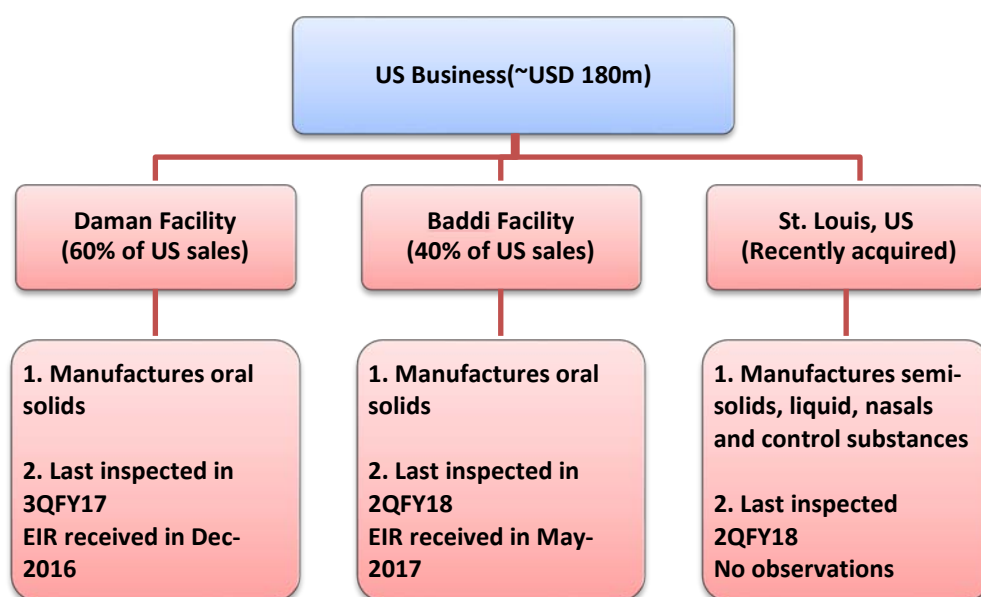 US Business(~USD 180m)
Daman Facility
(60% of US sales)
Baddi Facility
(40% of US sales)
St. Louis, US
(Recently acquired)
1. Manufactures oral
solids
2. Last inspected in
3QFY17
EIR received in Dec-
2016
1. Manufactures oral
solids
2. Last inspected in
2QFY18
EIR received in May-
2017
1. Manufactures semi-
solids, liquid, nasals
and control substances
2. Last inspected
2QFY18
No observations